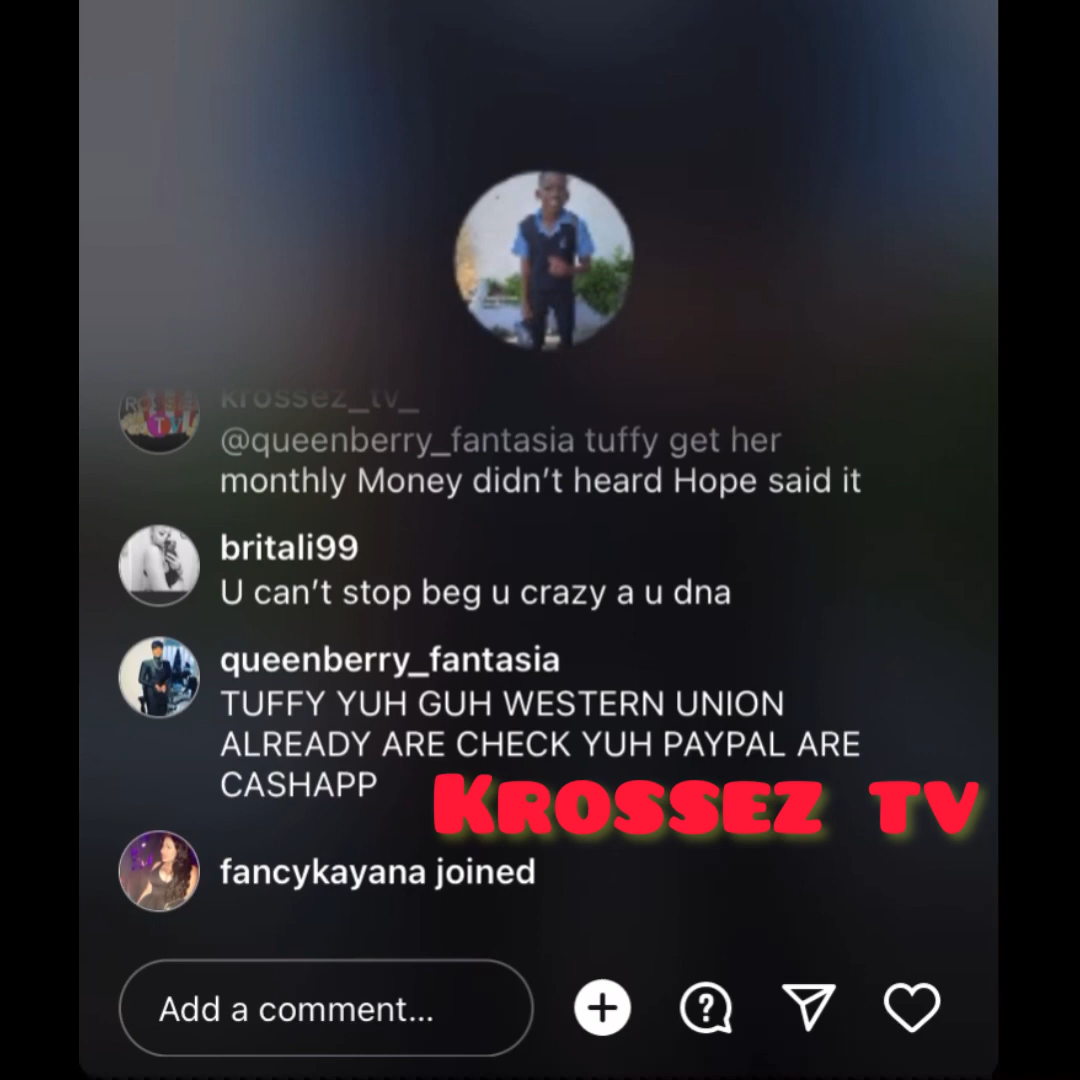 krossez_tv_
@queenberry_fantasia tuffy get her
monthly Money didn’t heard Hope said it
britali99
U can’t stop beg u crazy a u dna
queenberry_fantasia
TUFFY YUH GUH WESTERN UNION
ALREADY ARE CHECK YUH PAYPAL ARE
CASHAPP
KROSSEZ TV
fancykayana joined
Add a comment...